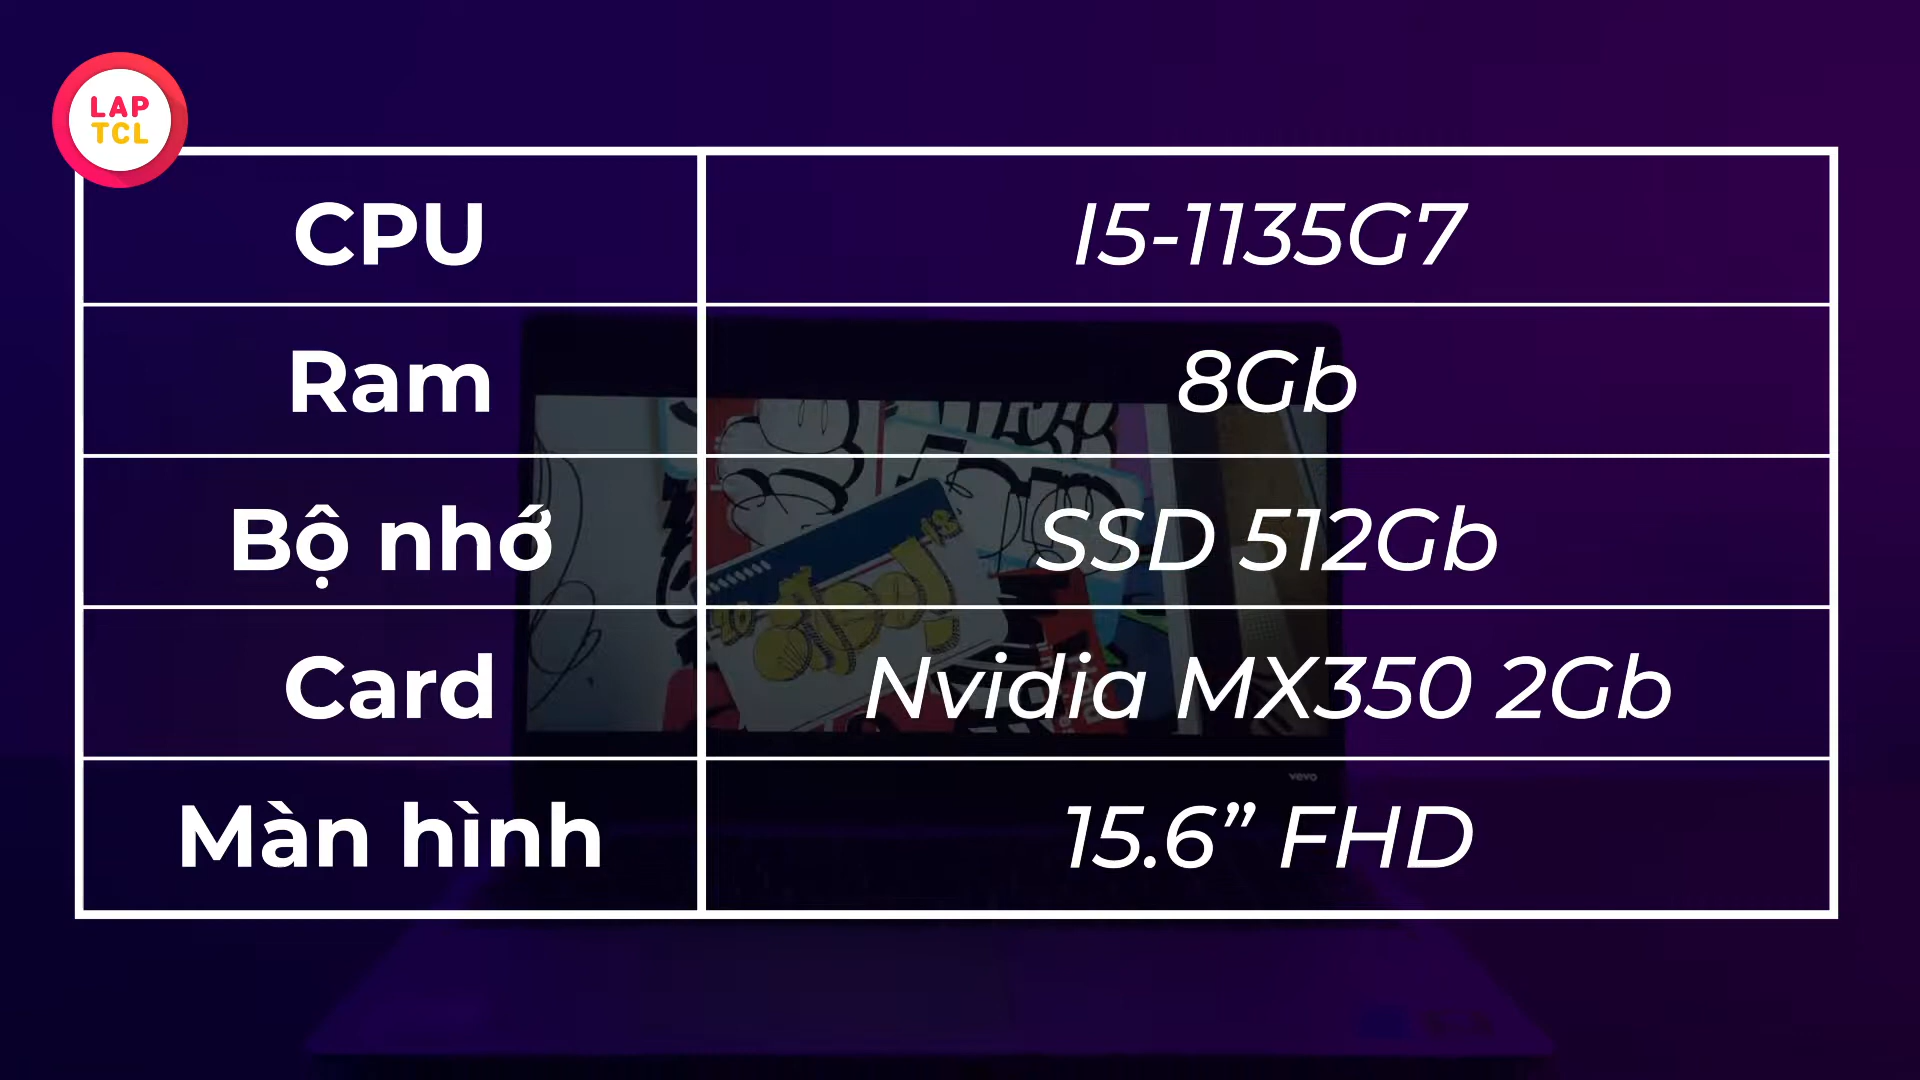 LAP
TCL
CPU
I5-1135G7
Ram
8Gb
Bộ nhớ
SSD 512Gb
Card
Nvidia MX350 2Gb
Màn hình
15.6” FHD
vevo